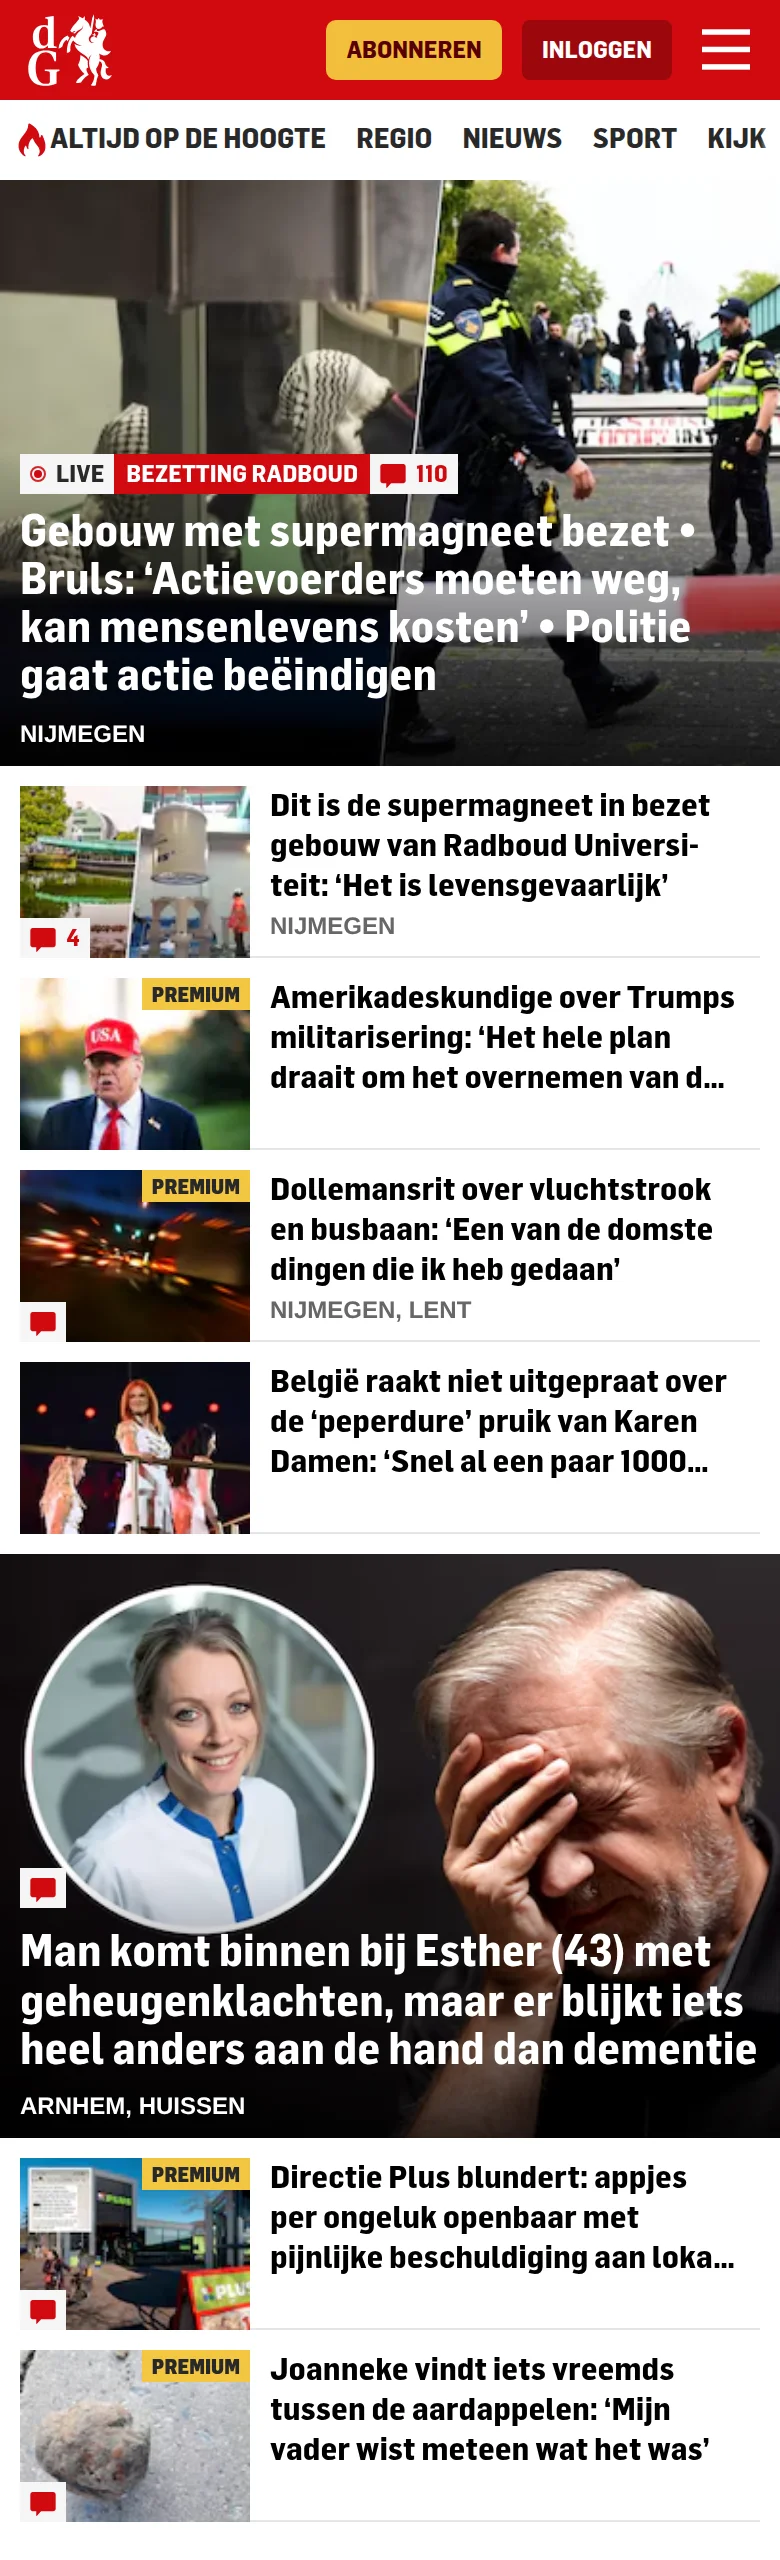 dG
ABONNEREN
INLOGGEN
ALTIJD OP DE HOOGTE REGIO NIEUWS SPORT KIJK
LIVE BEZETTING RADBOUD 110
Gebouw met supermagneet bezet •
Bruls: ‘Actievoerders moeten weg,
kan mensenlevens kosten’ • Politie
gaat actie beëindigen
NIJMEGEN
4
Dit is de supermagneet in bezet
gebouw van Radboud Universi-
teit: ‘Het is levensgevaarlijk’
NIJMEGEN
PREMIUM
USA
Amerikadeskundige over Trumps
militarisering: ‘Het hele plan
draait om het overnemen van d...
PREMIUM
Dollemansrit over vluchtstrook
en busbaan: ‘Een van de domste
dingen die ik heb gedaan’
NIJMEGEN, LENT
België raakt niet uitgepraat over
de ‘peperdure’ pruik van Karen
Damen: ‘Snel al een paar 1000...
Man komt binnen bij Esther (43) met
geheugenklachten, maar er blijkt iets
heel anders aan de hand dan dementie
ARNHEM, HUISSEN
PREMIUM
PLUS
PLUS
Directie Plus blundert: appjes
per ongeluk openbaar met
pijnlijke beschuldiging aan loka...
PREMIUM
Joanneke vindt iets vreemds
tussen de aardappelen: ‘Mijn
vader wist meteen wat het was’